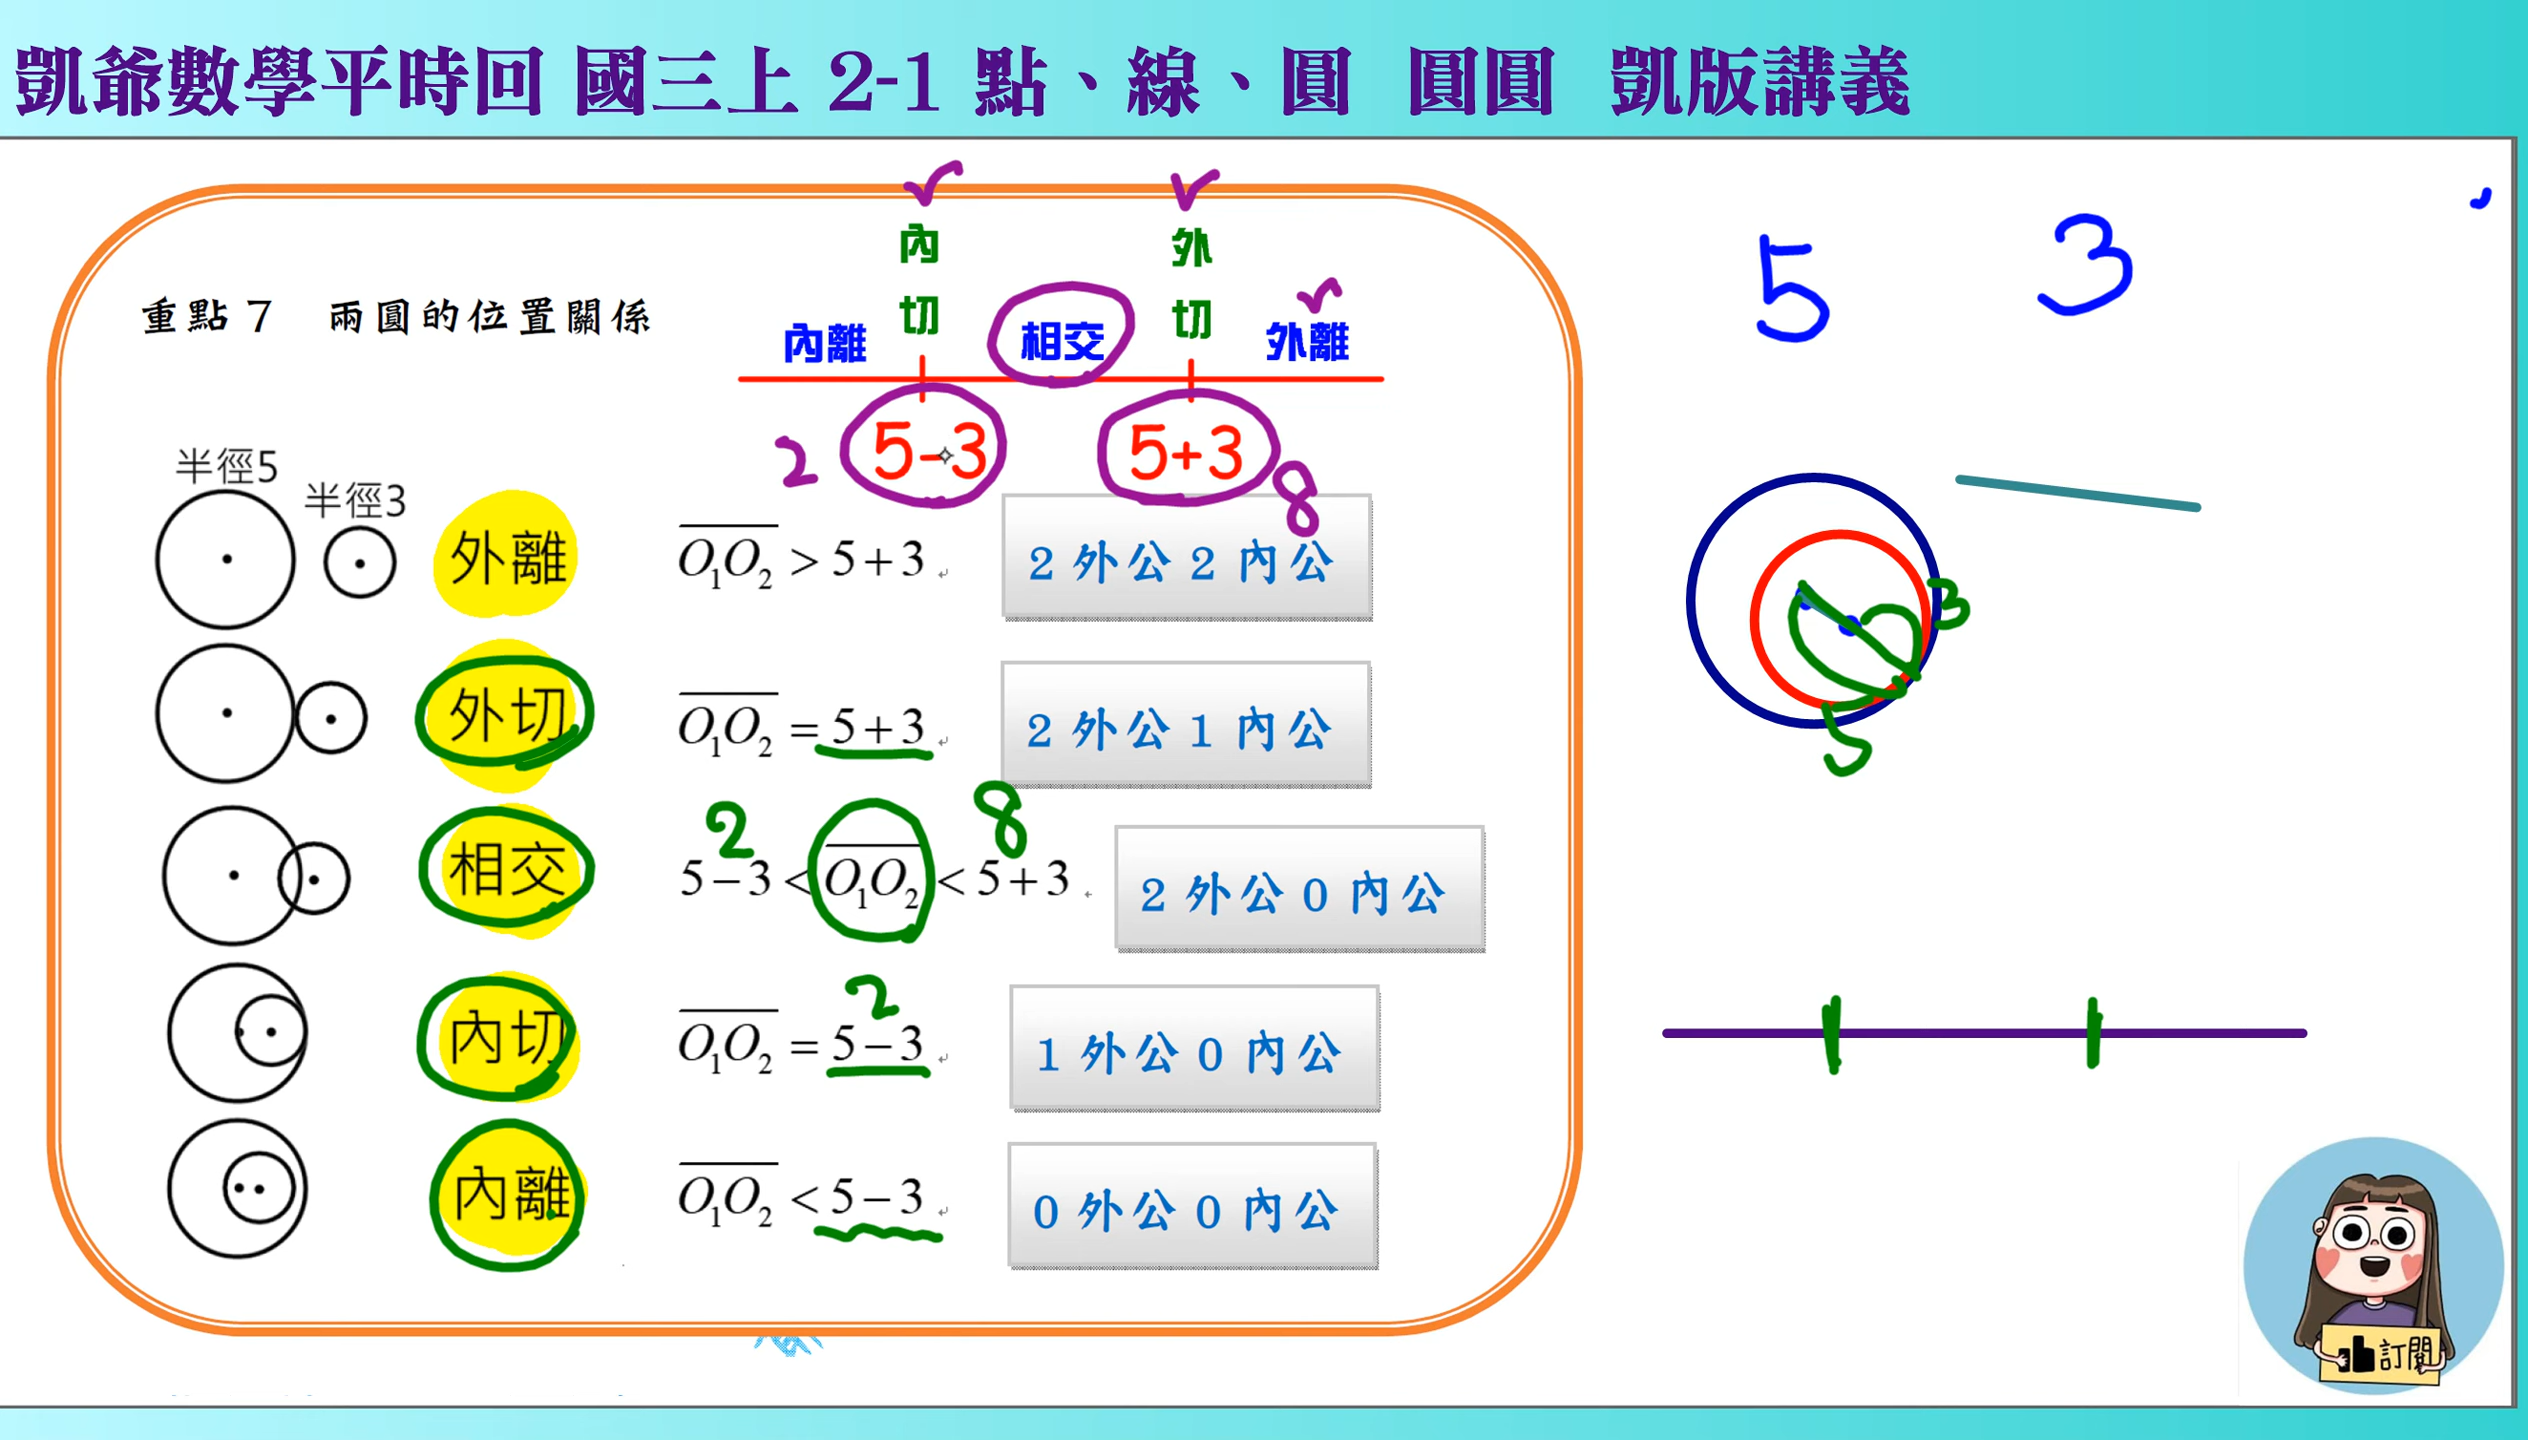 凱爺數學平時回 國三上 2-1 點、線、圓 圓圓 凱版講義
重點 7 兩圓的位置關係
內離 內切 相交 外切 外離
2 5-3 5+3 8
半徑5 半徑3
外離 O₁O₂ > 5+3 2 外公 2 內公
外切 O₁O₂ = 5+3 2 外公 1 內公
2 8
相交 5-3 < O₁O₂ < 5+3 2 外公 0 內公
2
內切 O₁O₂ = 5-3 1 外公 0 內公
內離 O₁O₂ < 5-3 0 外公 0 內公
5 3
3
5
訂閱